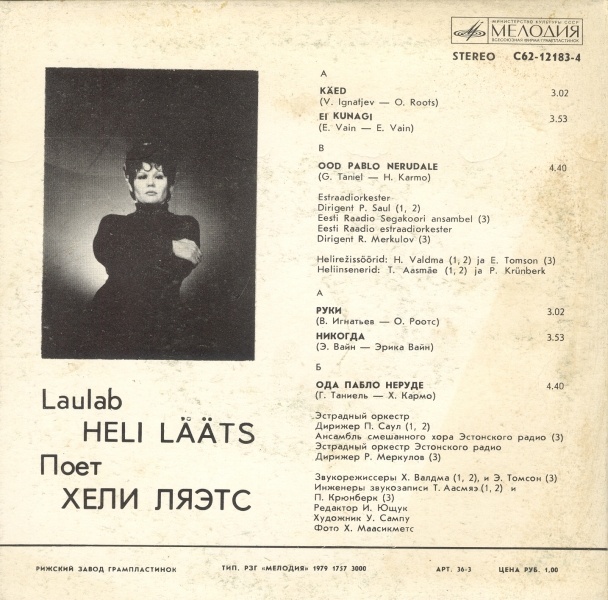 МИНИСТЕРСТВО КУЛЬТУРЫ СССР
МЕЛОДИЯ
ВСЕСОЮЗНАЯ ФИРМА ГРАМПЛАСТИНОК
STEREO С62-12183-4
A
KÄED 3.02
(V. Ignatjev — O. Roots)
EI KUNAGI 3.53
(E. Vain — E. Vain)
B
OOD PABLO NERUDALE 4.40
(G. Taniel — H. Karmo)
Estraadiorkester
Dirigent P. Saul (1, 2)
Eesti Raadio Segakoori ansambel (3)
Eesti Raadio estraadiorkester
Dirigent R. Merkulov (3)
Helirežissöörid: H. Valdma (1, 2) ja E. Tomson (3)
Heliinsenerid: T. Aasmäe (1, 2) ja P. Krünberk
А
РУКИ 3.02
(В. Игнатьев — О. Роотс)
НИКОГДА 3.53
(Э. Вайн — Эрика Вайн)
Б
ОДА ПАБЛО НЕРУДЕ 4.40
(Г. Таниель — Х. Кармо)
Эстрадный оркестр
Дирижер П. Саул (1, 2)
Ансамбль смешанного хора Эстонского радио (3)
Эстрадный оркестр Эстонского радио
Дирижер Р. Меркулов (3)
Звукорежиссеры Х. Валдма (1, 2), и Э. Томсон (3)
Инженеры звукозаписи Т. Аасмяэ (1, 2) и
П. Крюнберк (3)
Редактор И. Ющук
Художник У. Сампу
Фото Х. Маасикметс
Laulab
HELI LÄÄTS
Поет
ХЕЛИ ЛЯЭТС
РИЖСКИЙ ЗАВОД ГРАМПЛАСТИНОК ТИП. РЗГ «МЕЛОДИЯ» 1979 1757 3000 АРТ. 36-3 ЦЕНА РУБ. 1,00